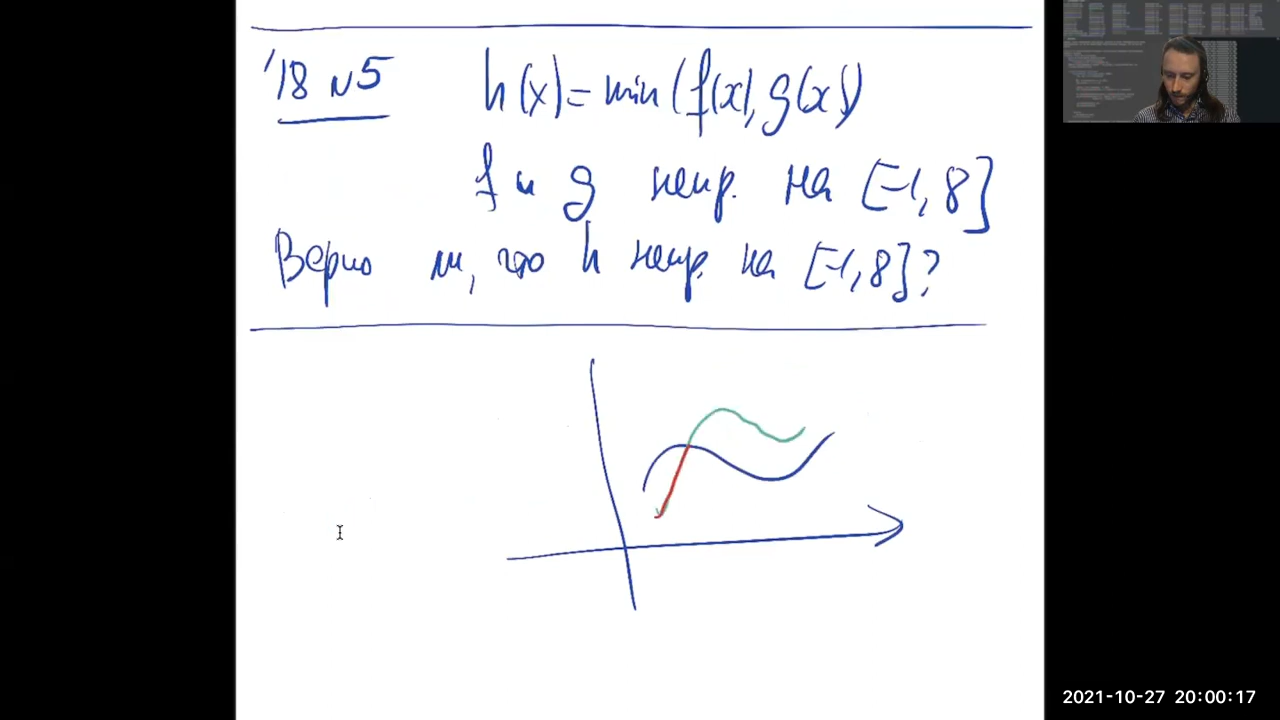 '18 №5 h(x) = min (f(x), g(x))
f и g непр. на [-1, 8]
Верно ли, что h непр. на [-1, 8]?
2021-10-27 20:00:17